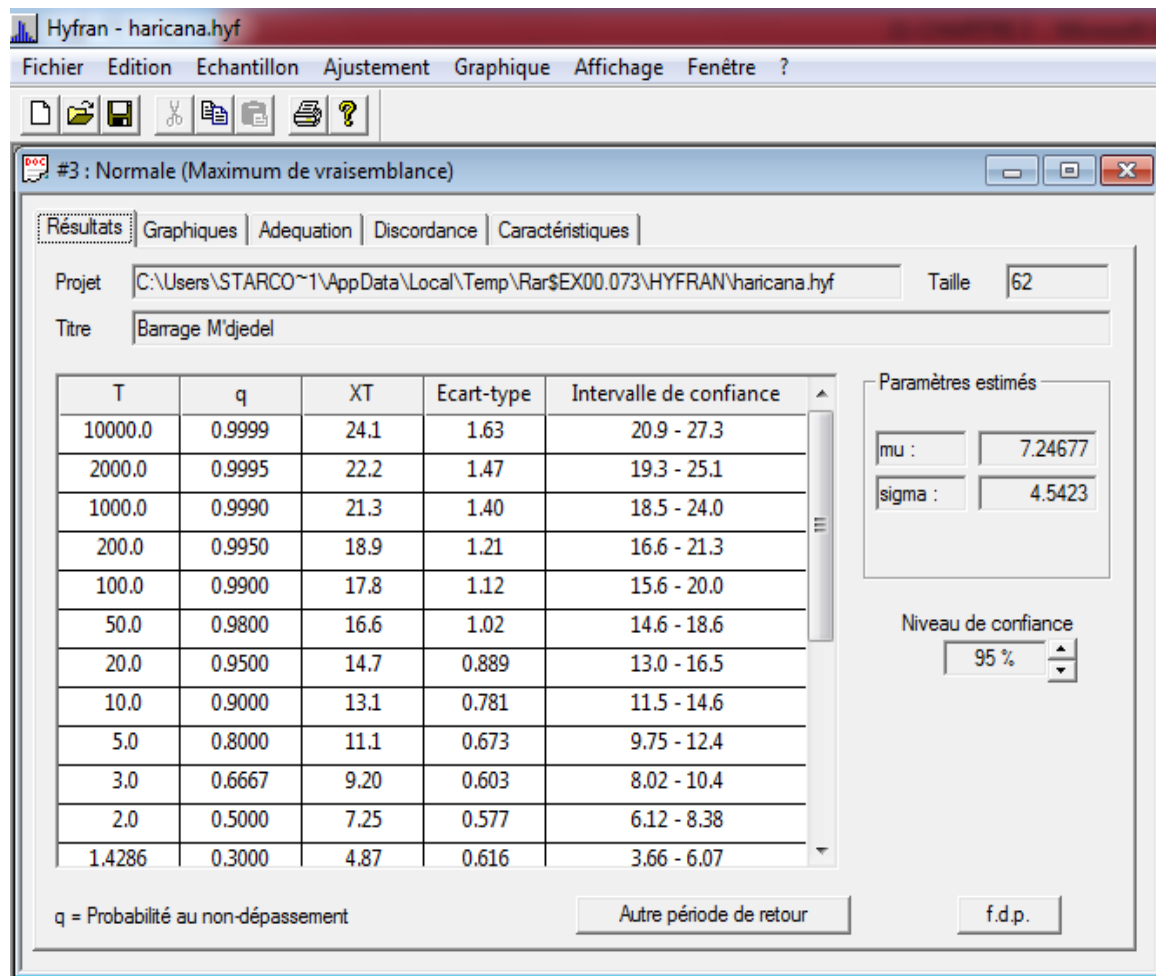 Hyfran - haricana.hyf
Fichier Edition Echantillon Ajustement Graphique Affichage Fenêtre ?
#3 : Normale (Maximum de vraisemblance)
Résultats Graphiques Adequation Discordance Caractéristiques
Projet C:\Users\STARCO~1\AppData\Local\Temp\Rar$EX00.073\HYFRAN\haricana.hyf Taille 62
Titre Barrage M'djedel
T q XT Ecart-type Intervalle de confiance
10000.0 0.9999 24.1 1.63 20.9 - 27.3
2000.0 0.9995 22.2 1.47 19.3 - 25.1
1000.0 0.9990 21.3 1.40 18.5 - 24.0
200.0 0.9950 18.9 1.21 16.6 - 21.3
100.0 0.9900 17.8 1.12 15.6 - 20.0
50.0 0.9800 16.6 1.02 14.6 - 18.6
20.0 0.9500 14.7 0.889 13.0 - 16.5
10.0 0.9000 13.1 0.781 11.5 - 14.6
5.0 0.8000 11.1 0.673 9.75 - 12.4
3.0 0.6667 9.20 0.603 8.02 - 10.4
2.0 0.5000 7.25 0.577 6.12 - 8.38
1.4286 0.3000 4.87 0.616 3.66 - 6.07
Paramètres estimés
mu : 7.24677
sigma : 4.5423
Niveau de confiance
95 %
q = Probabilité au non-dépassement
Autre période de retour
f.d.p.